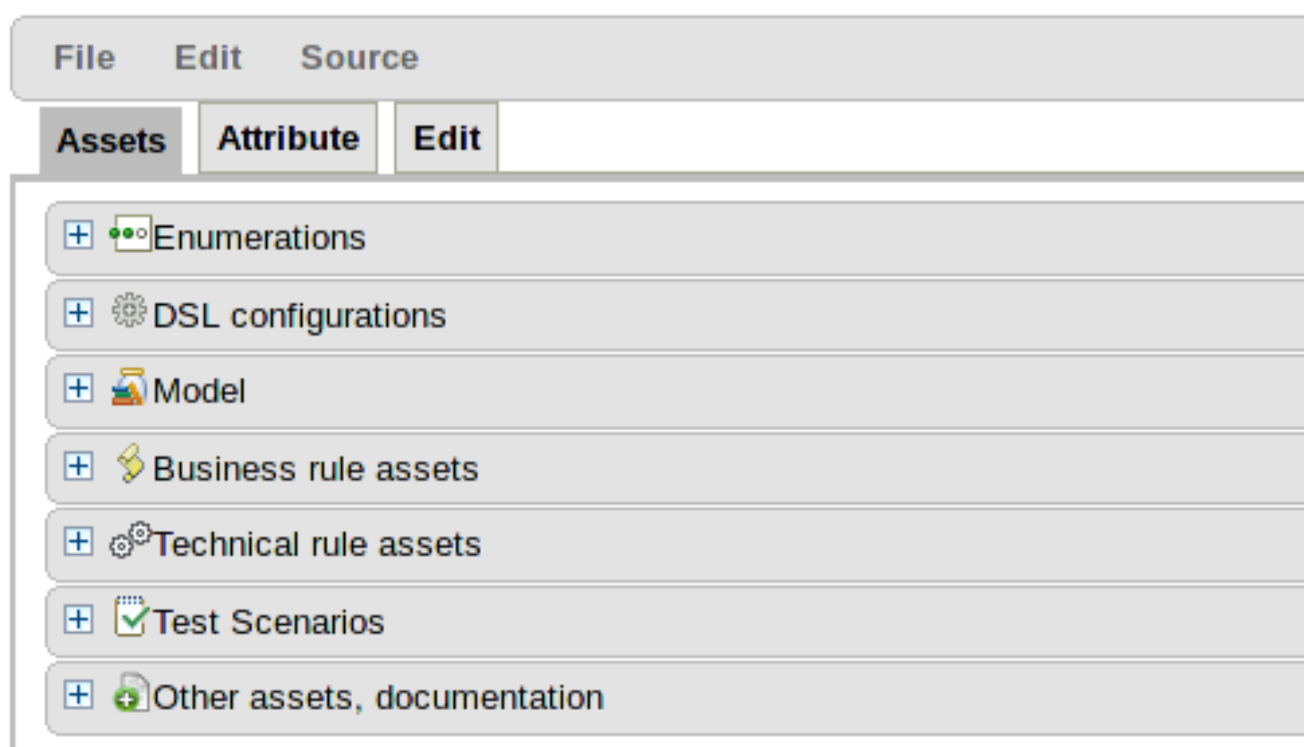 File Edit Source
Assets Attribute Edit
Enumerations
DSL configurations
Model
Business rule assets
Technical rule assets
Test Scenarios
Other assets, documentation